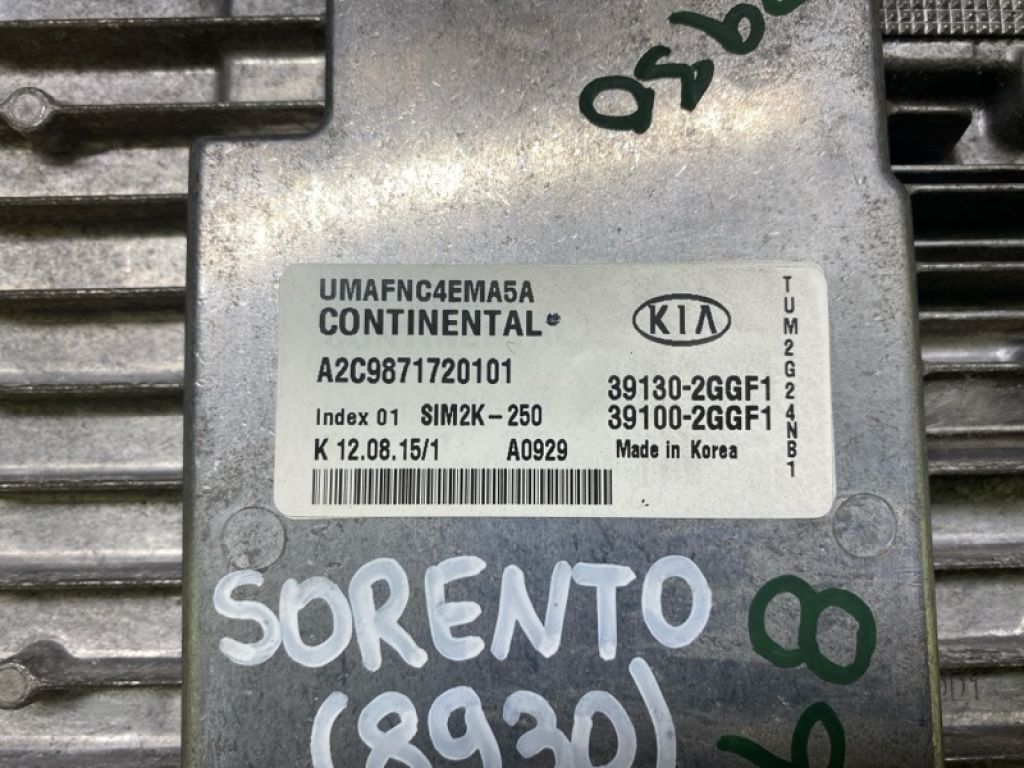 UMAFNC4EMA5A
CONTINENTAL
KIA
A2C9871720101
39130-2GGF1
Index 01 SIM2K-250
39100-2GGF1
K 12.08.15/1 A0929
Made in Korea
TUM2G24NB1
SORENTO
(8930)